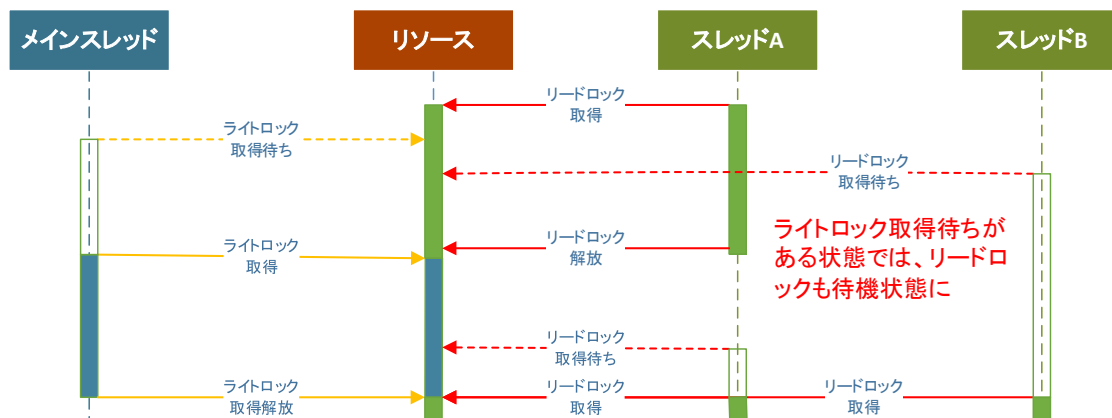 メインスレッド
リソース
スレッドA
スレッドB
リードロック
取得
ライトロック
取得待ち
リードロック
取得待ち
ライトロック取得待ちが
ある状態では、リードロ
ックも待機状態に
ライトロック
取得
リードロック
解放
リードロック
取得待ち
ライトロック
取得解放
リードロック
取得
リードロック
取得